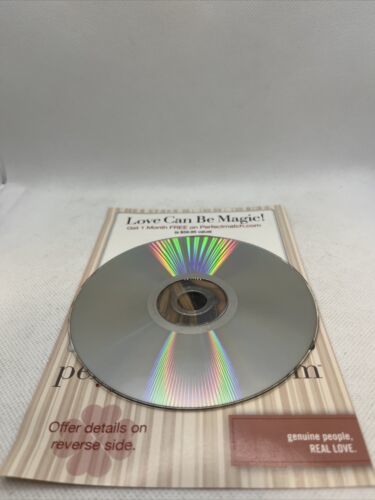 Love Can Be Magic!
Get 1 Month FREE on Perfectmatch.com
pe m
Offer details on
reverse side.
genuine people,
REAL LOVE.